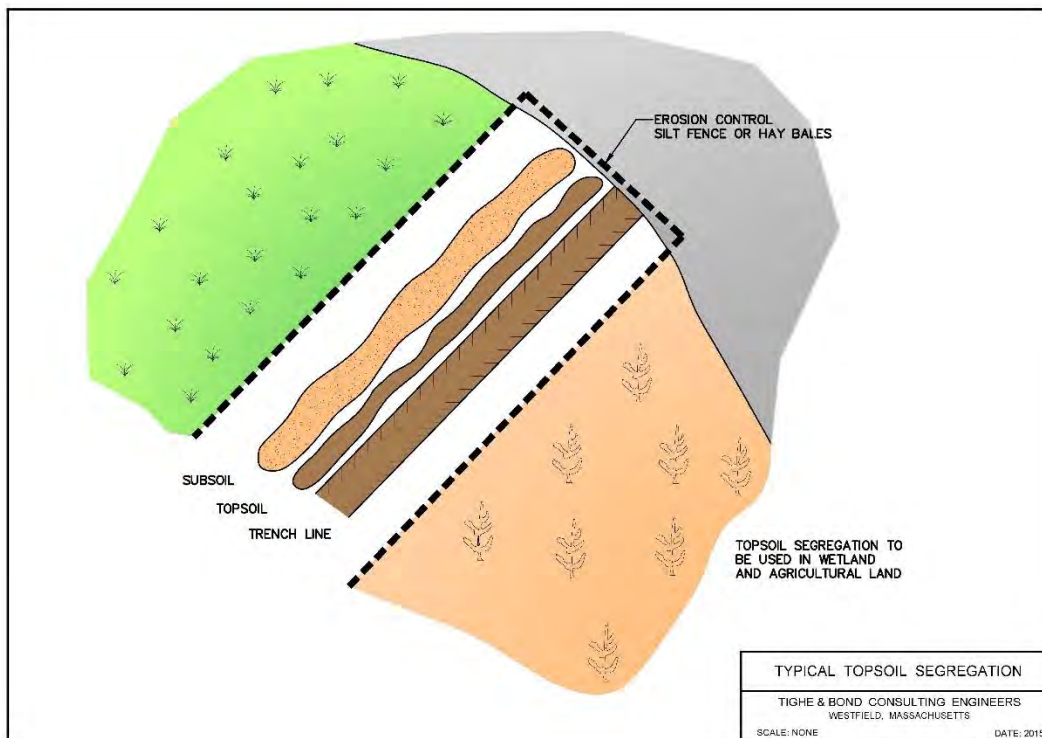 EROSION CONTROL
SILT FENCE OR HAY BALES
SUBSOIL
TOPSOIL
TRENCH LINE
TOPSOIL SEGREGATION TO
BE USED IN WETLAND
AND AGRICULTURAL LAND
TYPICAL TOPSOIL SEGREGATION
TIGHE & BOND CONSULTING ENGINEERS
WESTFIELD, MASSACHUSETTS
SCALE: NONE DATE: 2015